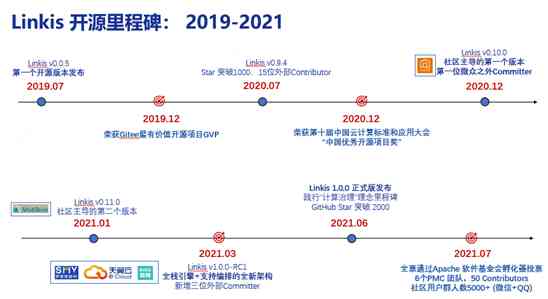 Linkis 开源里程碑： 2019-2021
Linkis v0.0.5
第一个开源版本发布
2019.07
2019.12
荣获Gitee最有价值开源项目GVP
Linkis v0.9.4
Star 突破1000、15位外部Contributor
2020.07
2020.12
荣获第十届中国云计算标准和应用大会
“中国优秀开源项目奖”
Linkis v0.10.0
社区主导的第一个版本
第一位微众之外Committer
2020.12
Linkis v0.11.0
社区主导的第二个版本
2021.01
2021.03
天翼云
e Cloud
Linkis v1.0.0-RC1
全栈引擎+支持编排的全新架构
新增三位外部Committer
Linkis 1.0.0 正式版发布
践行“计算治理”理念里程碑
GitHub Star 突破 2000
2021.06
2021.07
全票通过Apache 软件基金会孵化器投票
6个PMC 团队、50 Contributors
社区用户群人数5000+ (微信+QQ)